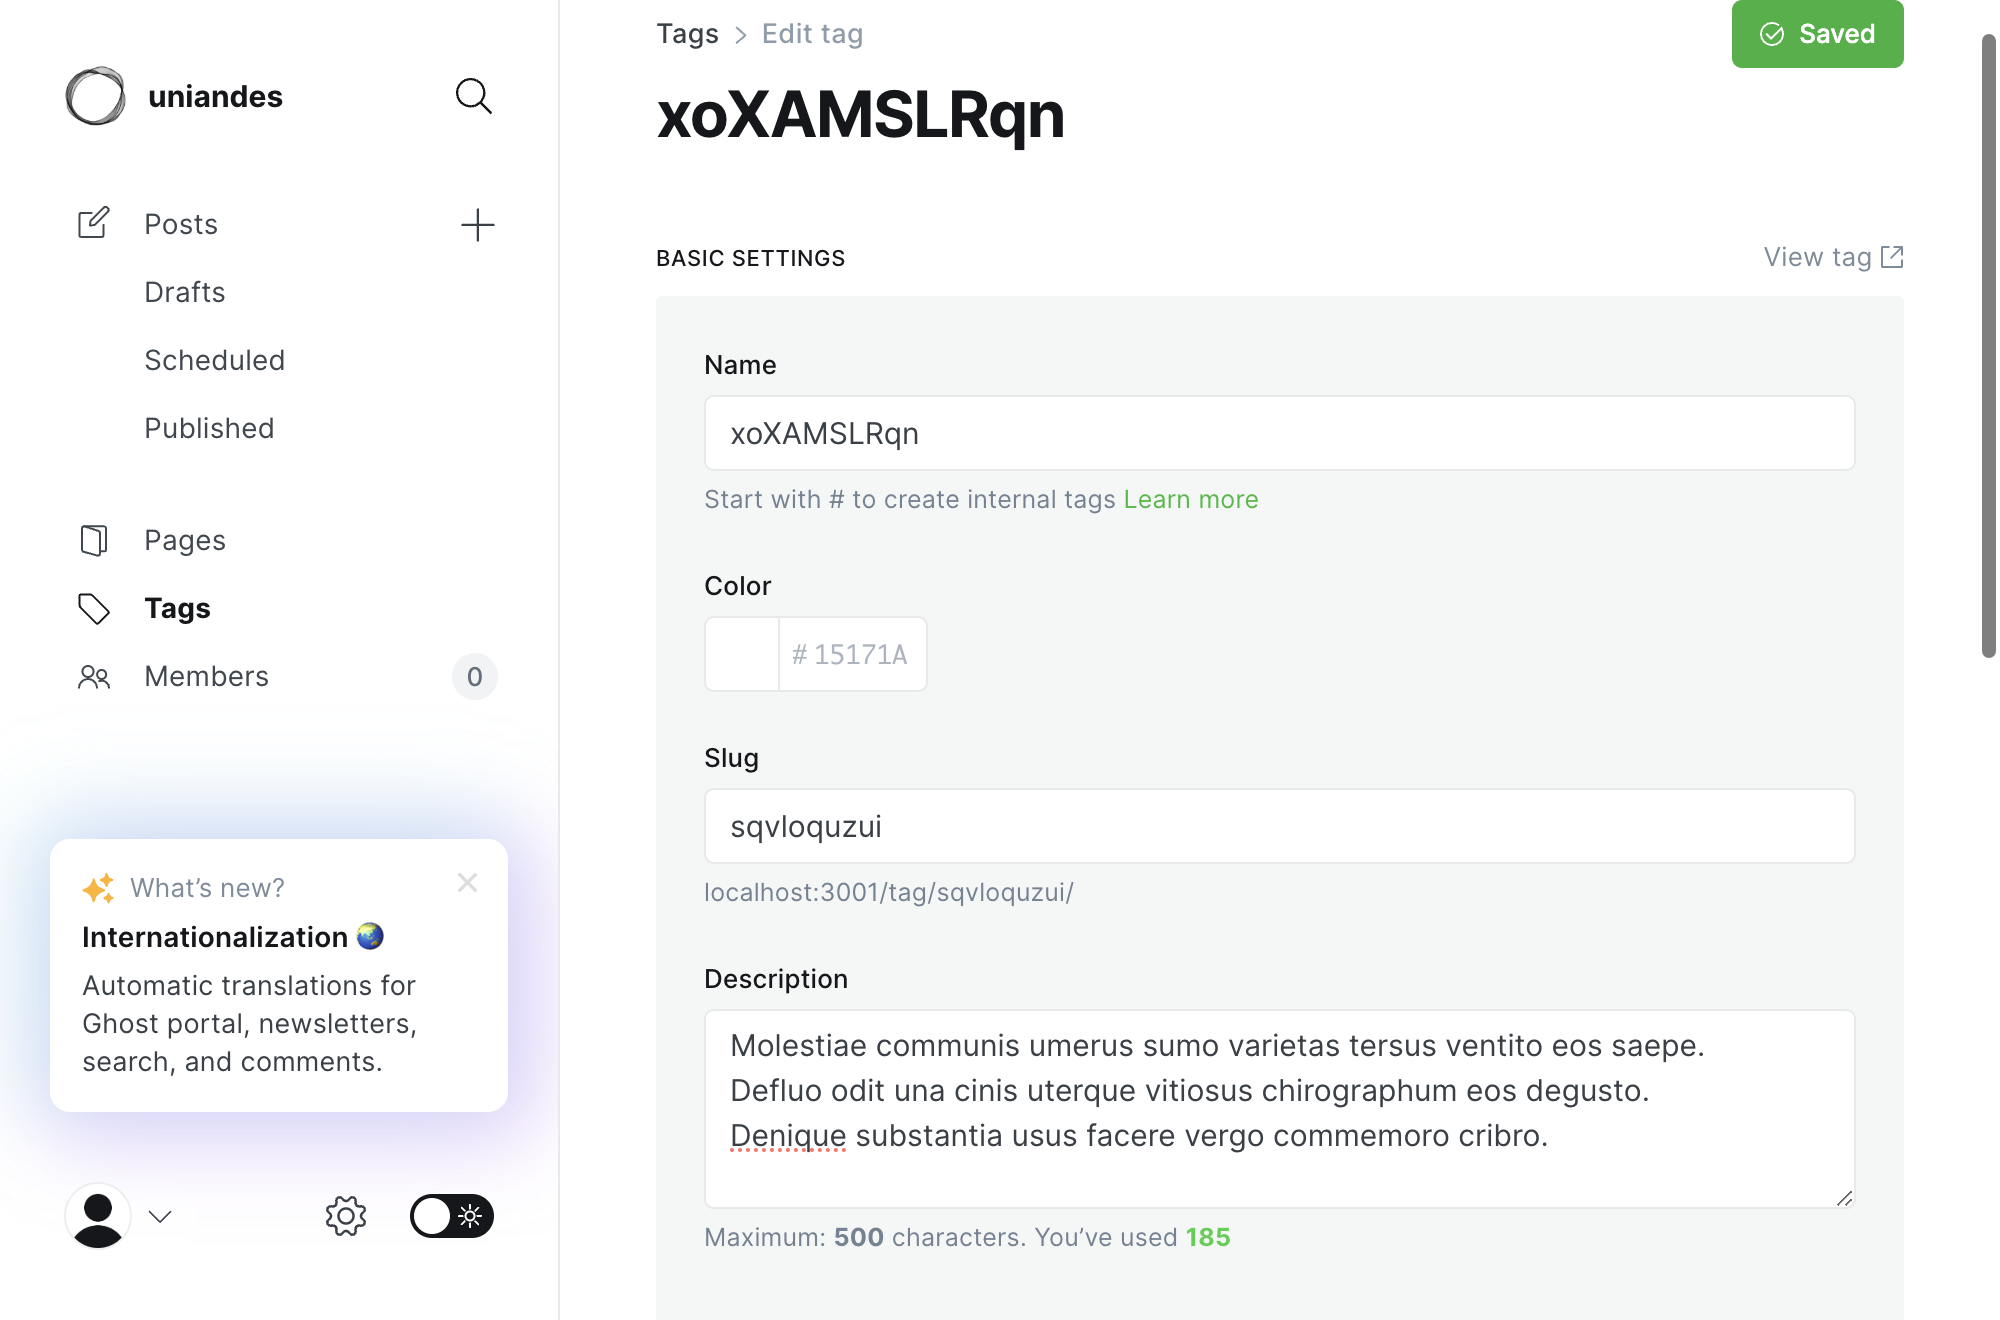 uniandes
Posts
Drafts
Scheduled
Published
Pages
Tags
Members
0
What’s new?
Internationalization
Automatic translations for
Ghost portal, newsletters,
search, and comments.
Tags > Edit tag
Saved
xoXAMSLRqn
BASIC SETTINGS
View tag
Name
xoXAMSLRqn
Start with # to create internal tags Learn more
Color
# 15171A
Slug
sqvloquzui
localhost:3001/tag/sqvloquzui/
Description
Molestiae communis umerus sumo varietas tersus ventito eos saepe.
Defluo odit una cinis uterque vitiosus chirographum eos degusto.
Denique substantia usus facere vergo commemoro cribro.
Maximum: 500 characters. You’ve used 185